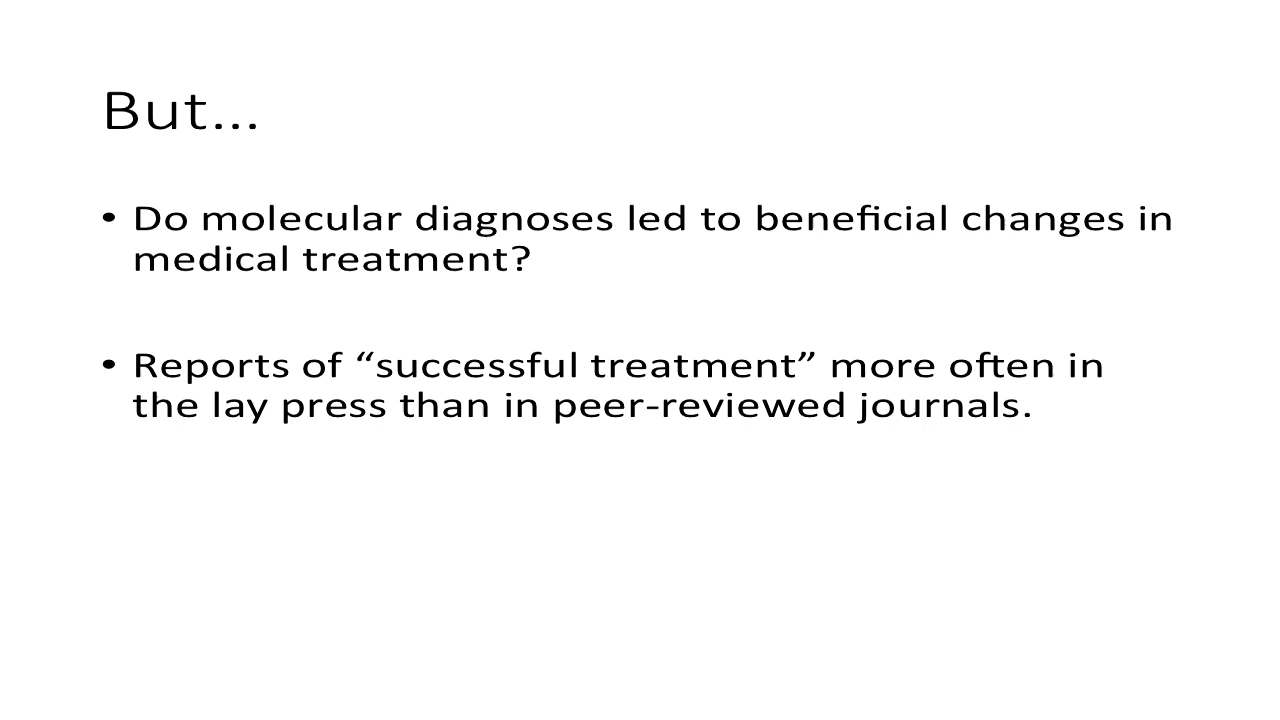 But...
• Do molecular diagnoses led to beneficial changes in
medical treatment?
• Reports of “successful treatment” more often in
the lay press than in peer-reviewed journals.